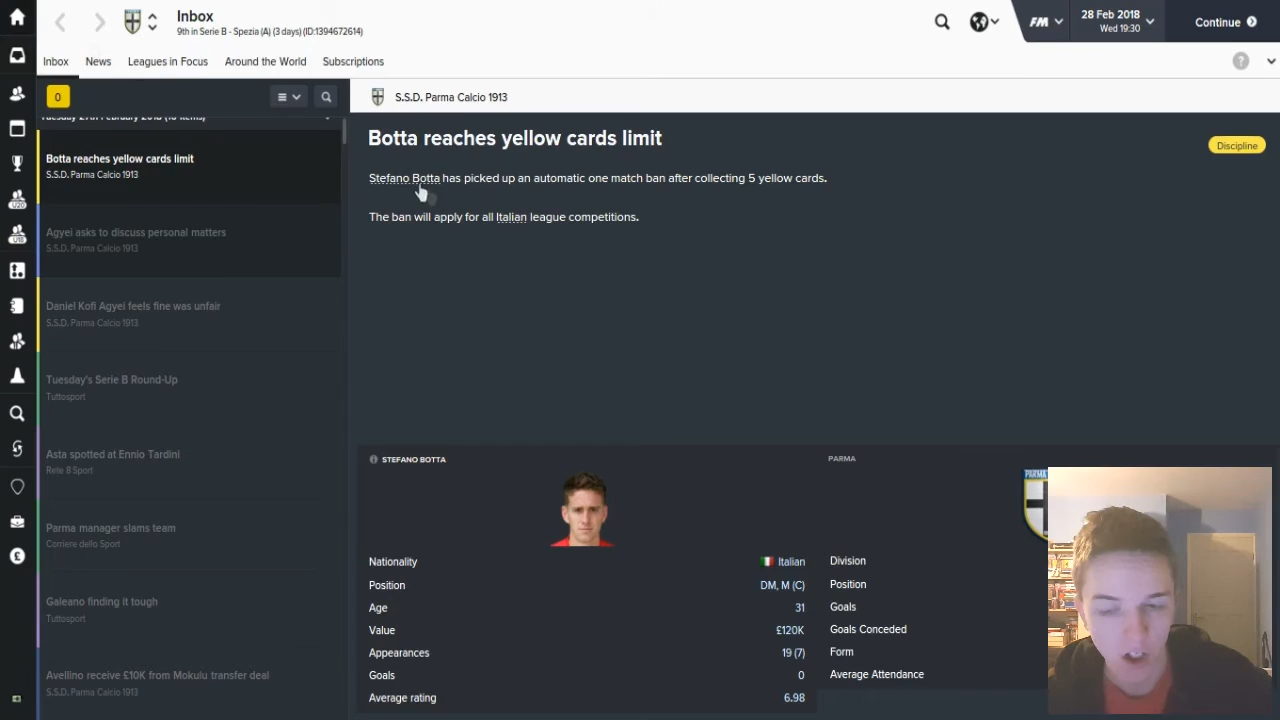 Inbox
9th in Serie B - Spezia (A) (3 days) (ID:1394672614)
FM
28 Feb 2018
Wed 19:30
Continue
Inbox
News
Leagues in Focus
Around the World
Subscriptions
?
0
S.S.D. Parma Calcio 1913
Botta reaches yellow cards limit
S.S.D. Parma Calcio 1913
Agyei asks to discuss personal matters
S.S.D. Parma Calcio 1913
Daniel Kofi Agyei feels fine was unfair
S.S.D. Parma Calcio 1913
Tuesday's Serie B Round-Up
Tuttosport
Asta spotted at Ennio Tardini
Rete 8 Sport
Parma manager slams team
Corriere dello Sport
Galeano finding it tough
Tuttosport
Avellino receive £10K from Mokulu transfer deal
S.S.D. Parma Calcio 1913
Botta reaches yellow cards limit
Discipline
Stefano Botta has picked up an automatic one match ban after collecting 5 yellow cards.
The ban will apply for all Italian league competitions.
STEFANO BOTTA
Nationality Italian
Position DM, M (C)
Age 31
Value £120K
Appearances 19 (7)
Goals 0
Average rating 6.98
PARMA
Division
Position
Goals
Goals Conceded
Form
Average Attendance
U20
U18